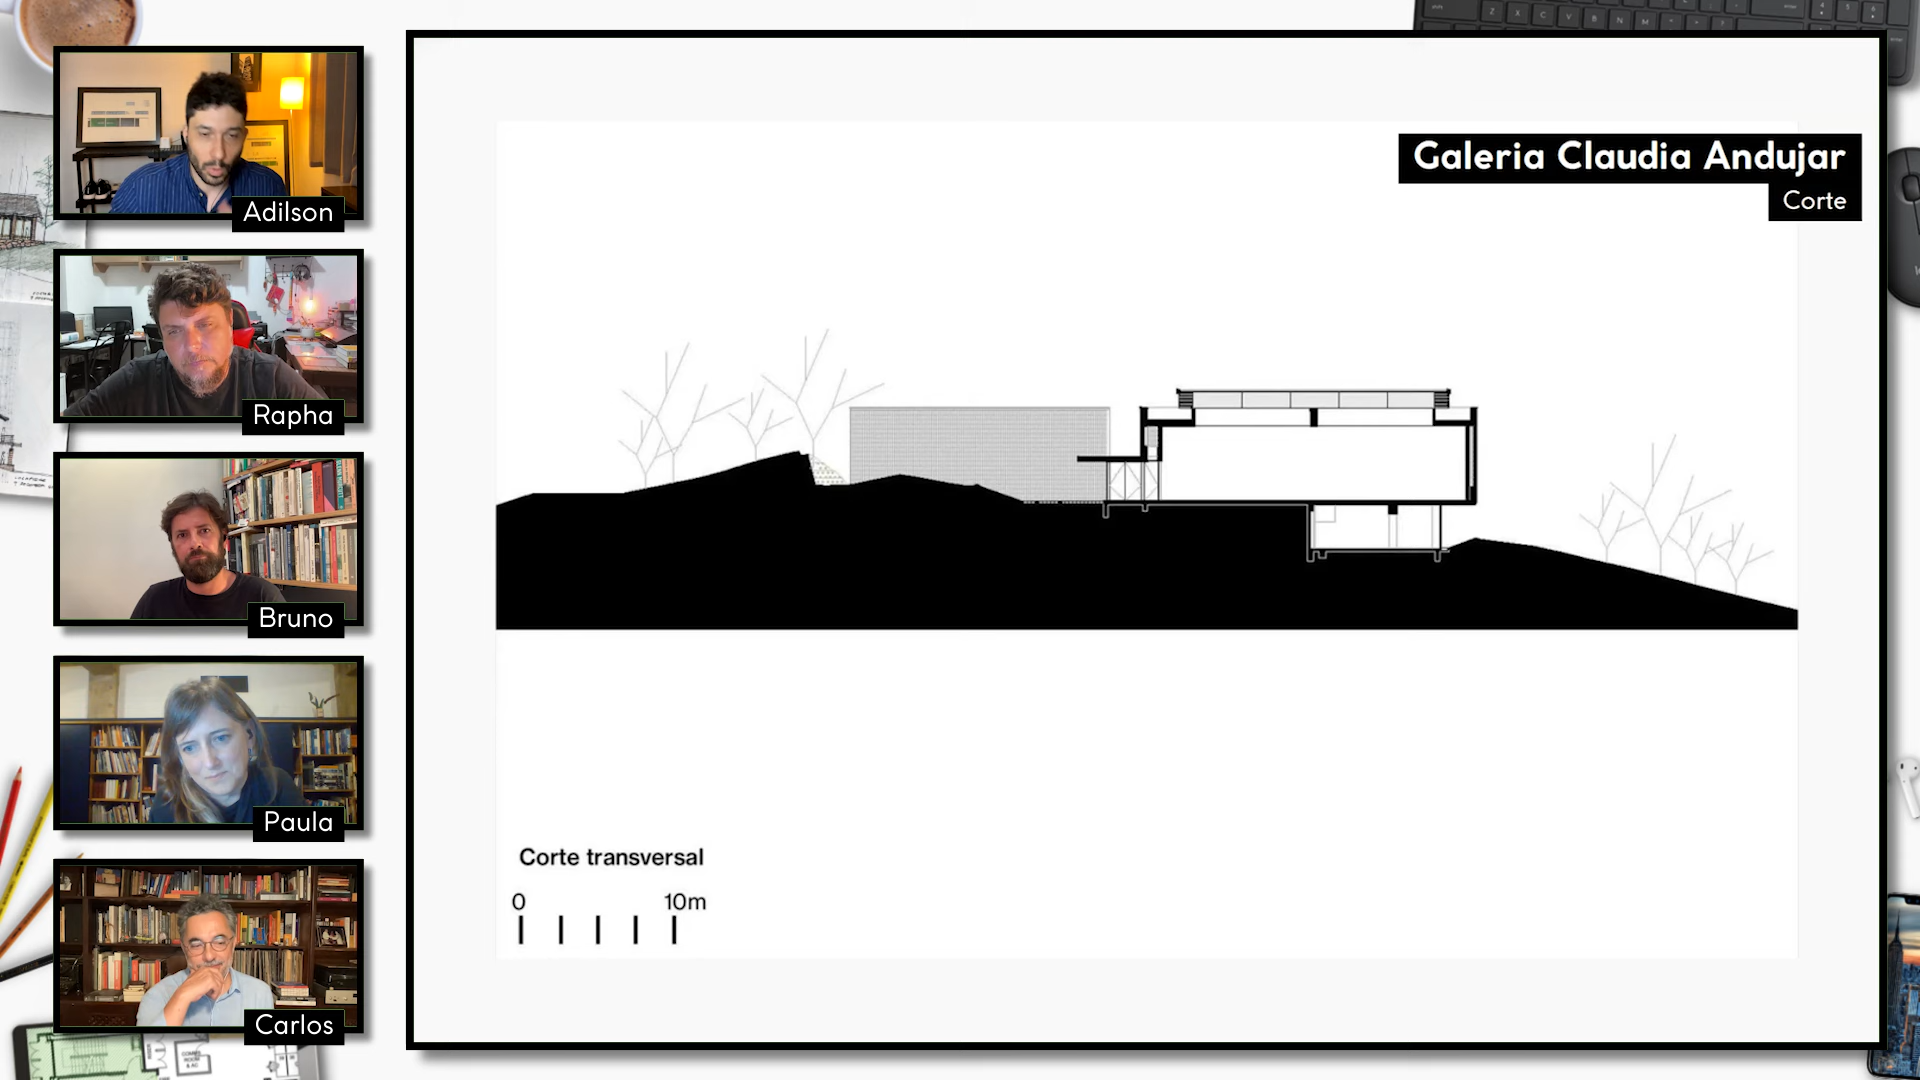 Adilson
Rapha
Bruno
Paula
Carlos
Galeria Claudia Andujar
Corte
Corte transversal
0 10m